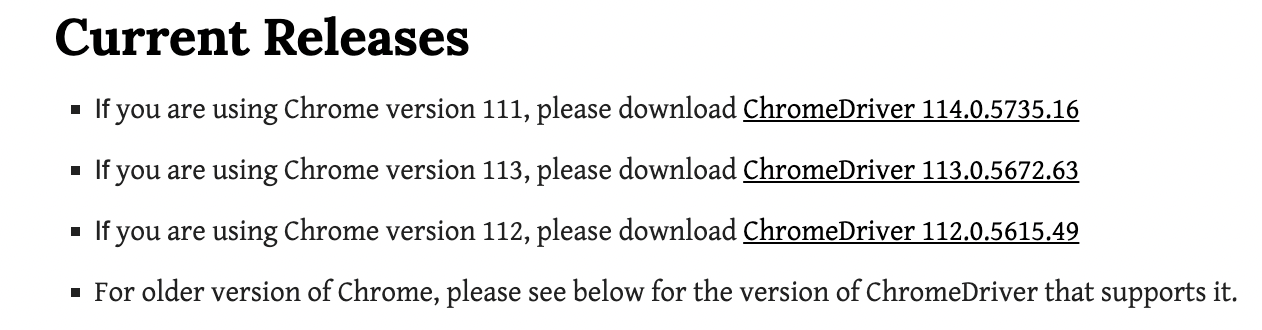 Current Releases
If you are using Chrome version 111, please download ChromeDriver 114.0.5735.16
If you are using Chrome version 113, please download ChromeDriver 113.0.5672.63
If you are using Chrome version 112, please download ChromeDriver 112.0.5615.49
For older version of Chrome, please see below for the version of ChromeDriver that supports it.